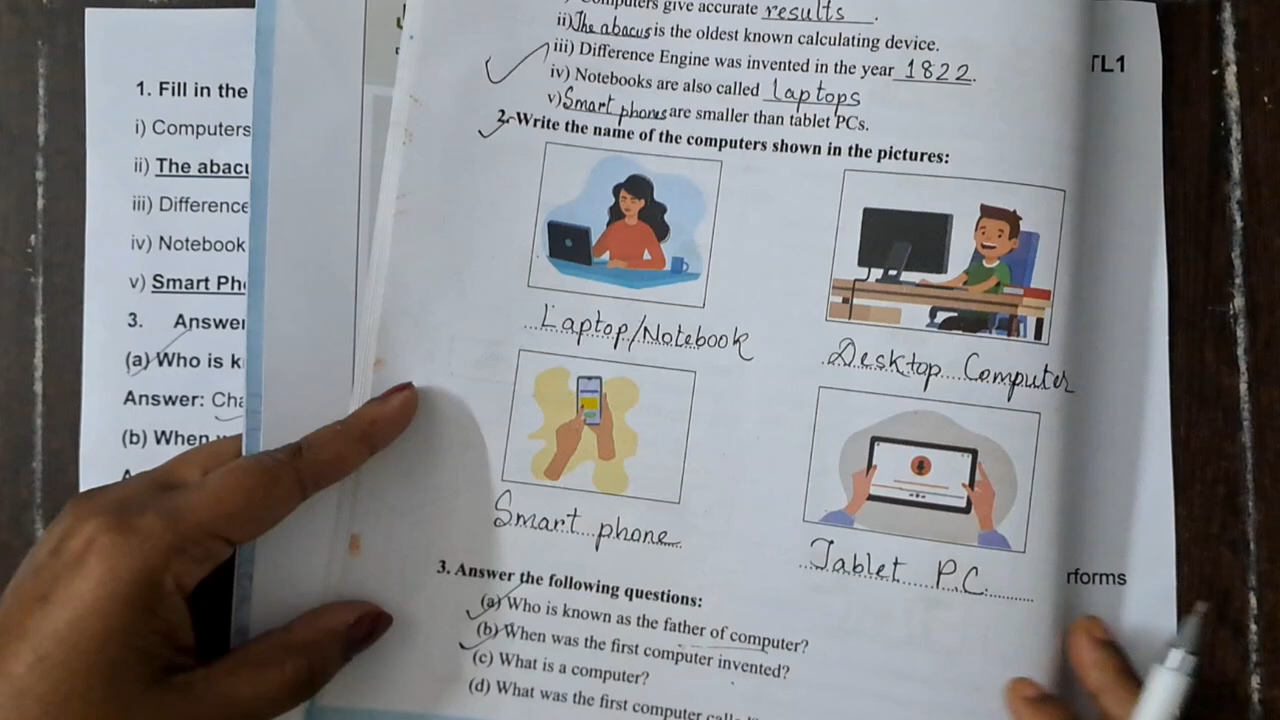 1. Fill in the
i) Computers
ii) The abacu
iii) Difference
iv) Notebook
v) Smart Pho
3. Answer
(a) Who is k
Answer: Cha
(b) When
Computers give accurate results.
ii) The abacus is the oldest known calculating device.
iii) Difference Engine was invented in the year 1822.
iv) Notebooks are also called Laptops
v) Smart phones are smaller than tablet PCs.
2. Write the name of the computers shown in the pictures:
Laptop/Notebook
Desktop Computer
Smart phone
Tablet P.C.
3. Answer the following questions:
(a) Who is known as the father of computer?
(b) When was the first computer invented?
(c) What is a computer?
(d) What was the first computer
TL1
rforms